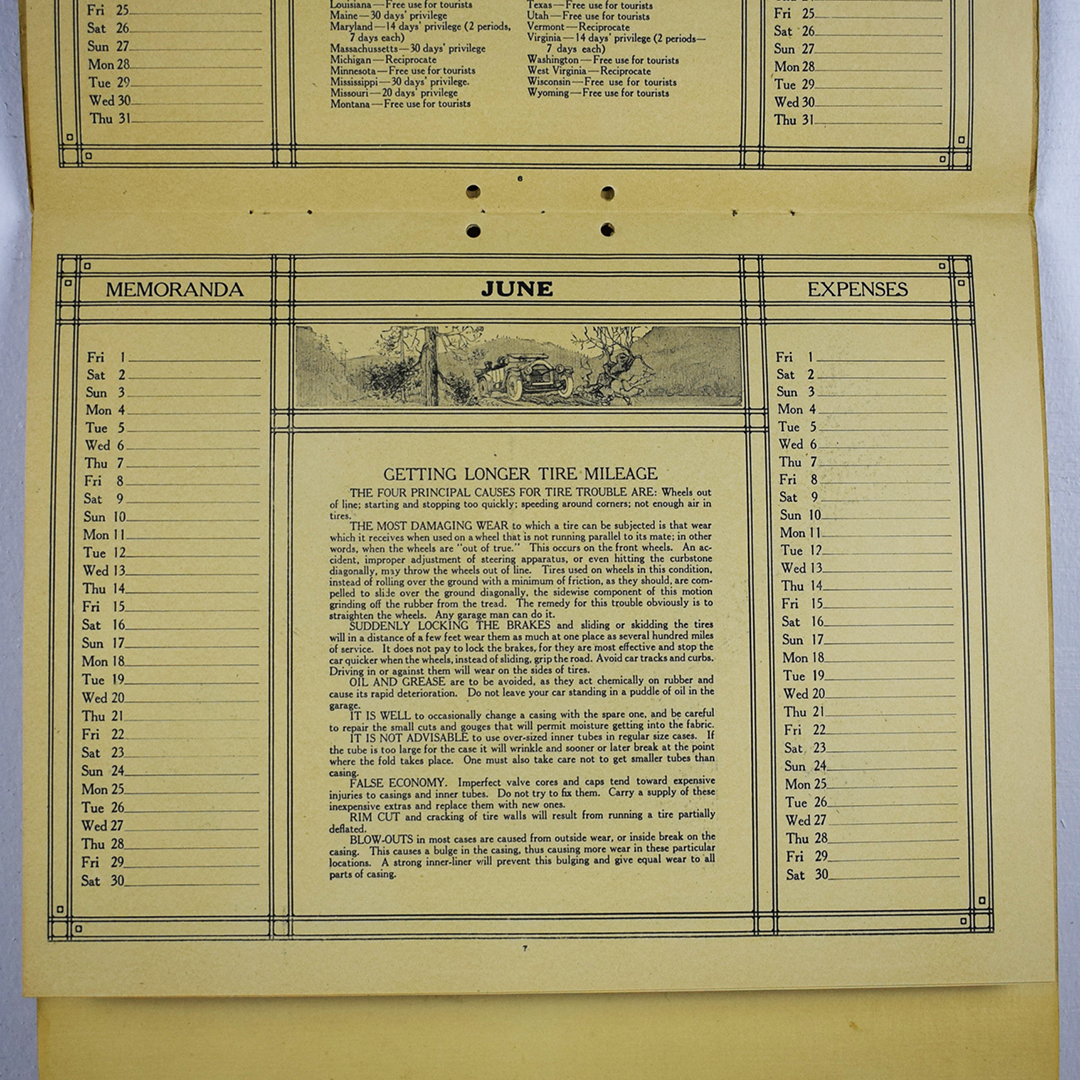 Fri 25
Sat 26
Sun 27
Mon 28
Tue 29
Wed 30
Thu 31
Louisiana—Free use for tourists
Maine—30 days' privilege
Maryland—14 days' privilege (2 periods,
7 days each)
Massachusetts—30 days' privilege
Michigan—Reciprocate
Minnesota—Free use for tourists
Mississippi—30 days' privilege.
Missouri—20 days' privilege
Montana—Free use for tourists
Texas—Free use for tourists
Utah—Free use for tourists
Vermont—Reciprocate
Virginia—14 days' privilege (2 periods—
7 days each)
Washington—Free use for tourists
West Virginia—Reciprocate
Wisconsin—Free use for tourists
Wyoming—Free use for tourists
Fri 25
Sat 26
Sun 27
Mon 28
Tue 29
Wed 30
Thu 31
6
MEMORANDA
JUNE
EXPENSES
Fri 1
Sat 2
Sun 3
Mon 4
Tue 5
Wed 6
Thu 7
Fri 8
Sat 9
Sun 10
Mon 11
Tue 12
Wed 13
Thu 14
Fri 15
Sat 16
Sun 17
Mon 18
Tue 19
Wed 20
Thu 21
Fri 22
Sat 23
Sun 24
Mon 25
Tue 26
Wed 27
Thu 28
Fri 29
Sat 30
GETTING LONGER TIRE MILEAGE
THE FOUR PRINCIPAL CAUSES FOR TIRE TROUBLE ARE: Wheels out
of line; starting and stopping too quickly; speeding around corners; not enough air in
tires.
THE MOST DAMAGING WEAR to which a tire can be subjected is that wear
which it receives when used on a wheel that is not running parallel to its mate; in other
words, when the wheels are "out of true." This occurs on the front wheels. An ac-
cident, improper adjustment of steering apparatus, or even hitting the curbstone
diagonally, may throw the wheels out of line. Tires used on wheels in this condition,
instead of rolling over the ground with a minimum of friction, as they should, are com-
pelled to slide over the ground diagonally, the sidewise component of this motion
grinding off the rubber from the tread. The remedy for this trouble obviously is to
straighten the wheels. Any garage man can do it.
SUDDENLY LOCKING THE BRAKES and sliding or skidding the tires
will in a distance of a few feet wear them as much at one place as several hundred miles
of service. It does not pay to lock the brakes, for they are most effective and stop the
car quicker when the wheels, instead of sliding, grip the road. Avoid car tracks and curbs.
Driving in or against them will wear on the sides of tires.
OIL AND GREASE are to be avoided, as they act chemically on rubber and
cause its rapid deterioration. Do not leave your car standing in a puddle of oil in the
garage.
IT IS WELL to occasionally change a casing with the spare one, and be careful
to repair the small cuts and gouges that will permit moisture getting into the fabric.
IT IS NOT ADVISABLE to use over-sized inner tubes in regular size cases. If
the tube is too large for the case it will wrinkle and sooner or later break at the point
where the fold takes place. One must also take care not to get smaller tubes than
casing.
FALSE ECONOMY. Imperfect valve cores and caps tend toward expensive
injuries to casings and inner tubes. Do not try to fix them. Carry a supply of these
inexpensive extras and replace them with new ones.
RIM CUT and cracking of tire walls will result from running a tire partially
deflated.
BLOW-OUTS in most cases are caused from outside wear, or inside break on the
casing. This causes a bulge in the casing, thus causing more wear in these particular
locations. A strong inner-liner will prevent this bulging and give equal wear to all
parts of casing.
Fri 1
Sat 2
Sun 3
Mon 4
Tue 5
Wed 6
Thu 7
Fri 8
Sat 9
Sun 10
Mon 11
Tue 12
Wed 13
Thu 14
Fri 15
Sat 16
Sun 17
Mon 18
Tue 19
Wed 20
Thu 21
Fri 22
Sat 23
Sun 24
Mon 25
Tue 26
Wed 27
Thu 28
Fri 29
Sat 30
7